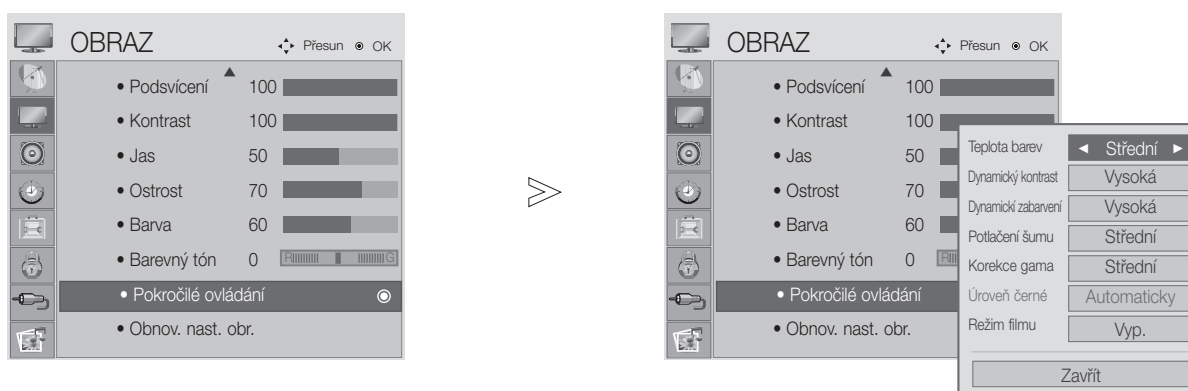 OBRAZ
Přesun OK
Podsvícení 100
Kontrast 100
Jas 50
Ostrost 70
Barva 60
Barevný tón 0 R G
Pokročilé ovládání
Obnov. nast. obr.
OBRAZ
Přesun OK
Podsvícení 100
Kontrast 100
Jas 50
Ostrost 70
Barva 60
Barevný tón 0 R
Pokročilé ovládání
Obnov. nast. obr.
Teplota barev ◄ Střední ►
Dynamický kontrast Vysoká
Dynamickí zabarvení Vysoká
Potlačení šumu Střední
Korekce gama Střední
Úroveň černé Automaticky
Režim filmu Vyp.
Zavřít